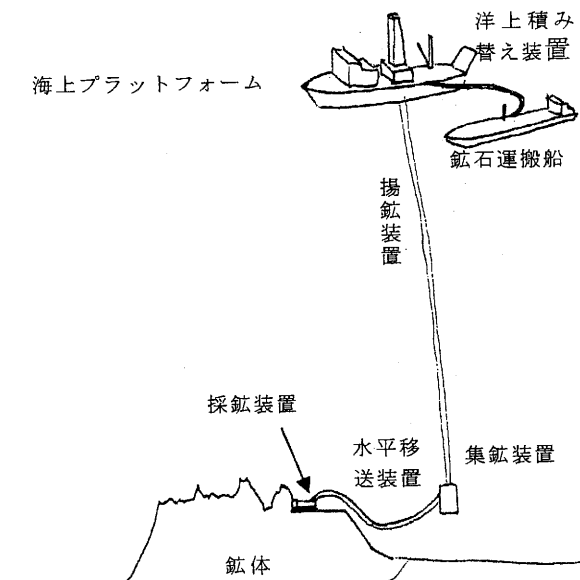 洋上積み
替え装置
海上プラットフォーム
鉱石運搬船
揚鉱装置
採鉱装置
水平移
送装置
集鉱装置
鉱体